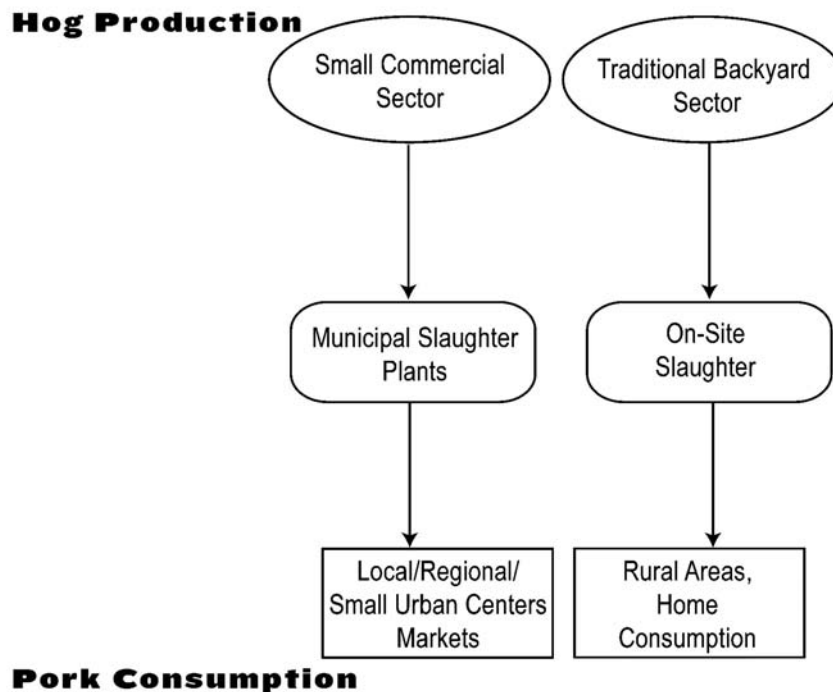 Hog Production
Small Commercial
Sector
Traditional Backyard
Sector
Municipal Slaughter
Plants
On-Site
Slaughter
Local/Regional/
Small Urban Centers
Markets
Rural Areas,
Home
Consumption
Pork Consumption